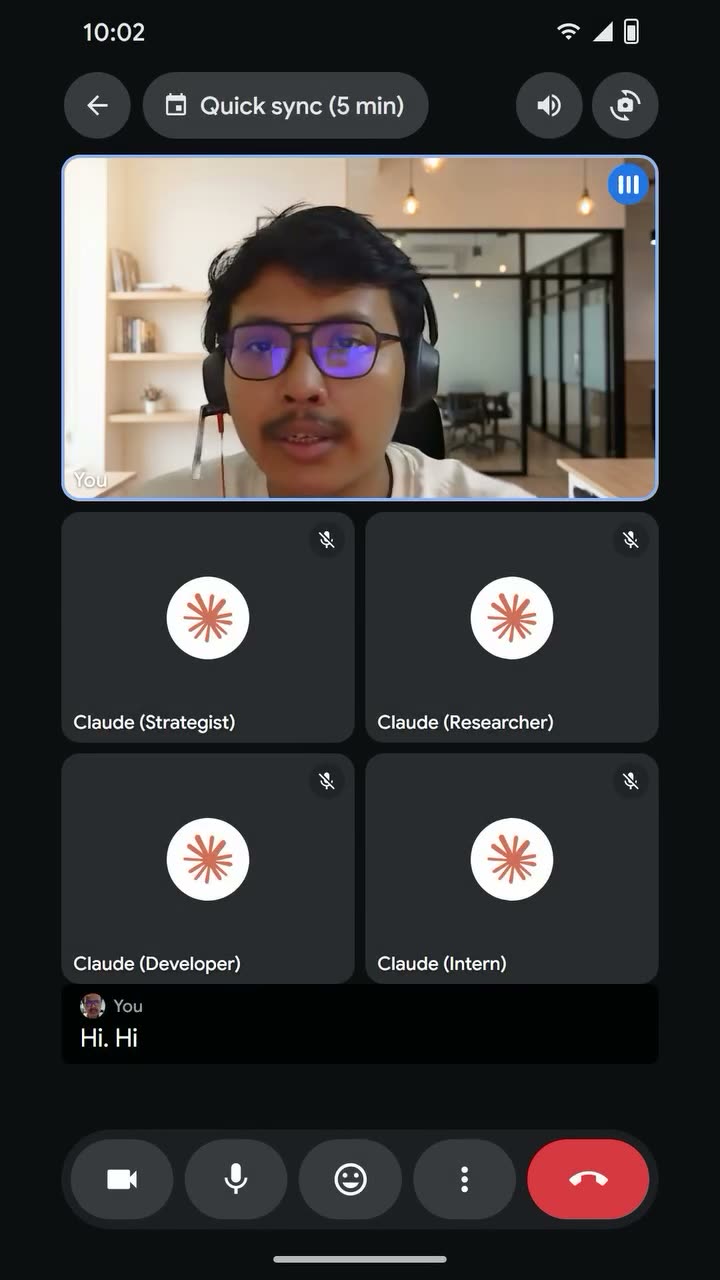 10:02
Quick sync (5 min)
You
Claude (Strategist)
Claude (Researcher)
Claude (Developer)
Claude (Intern)
You
Hi. Hi